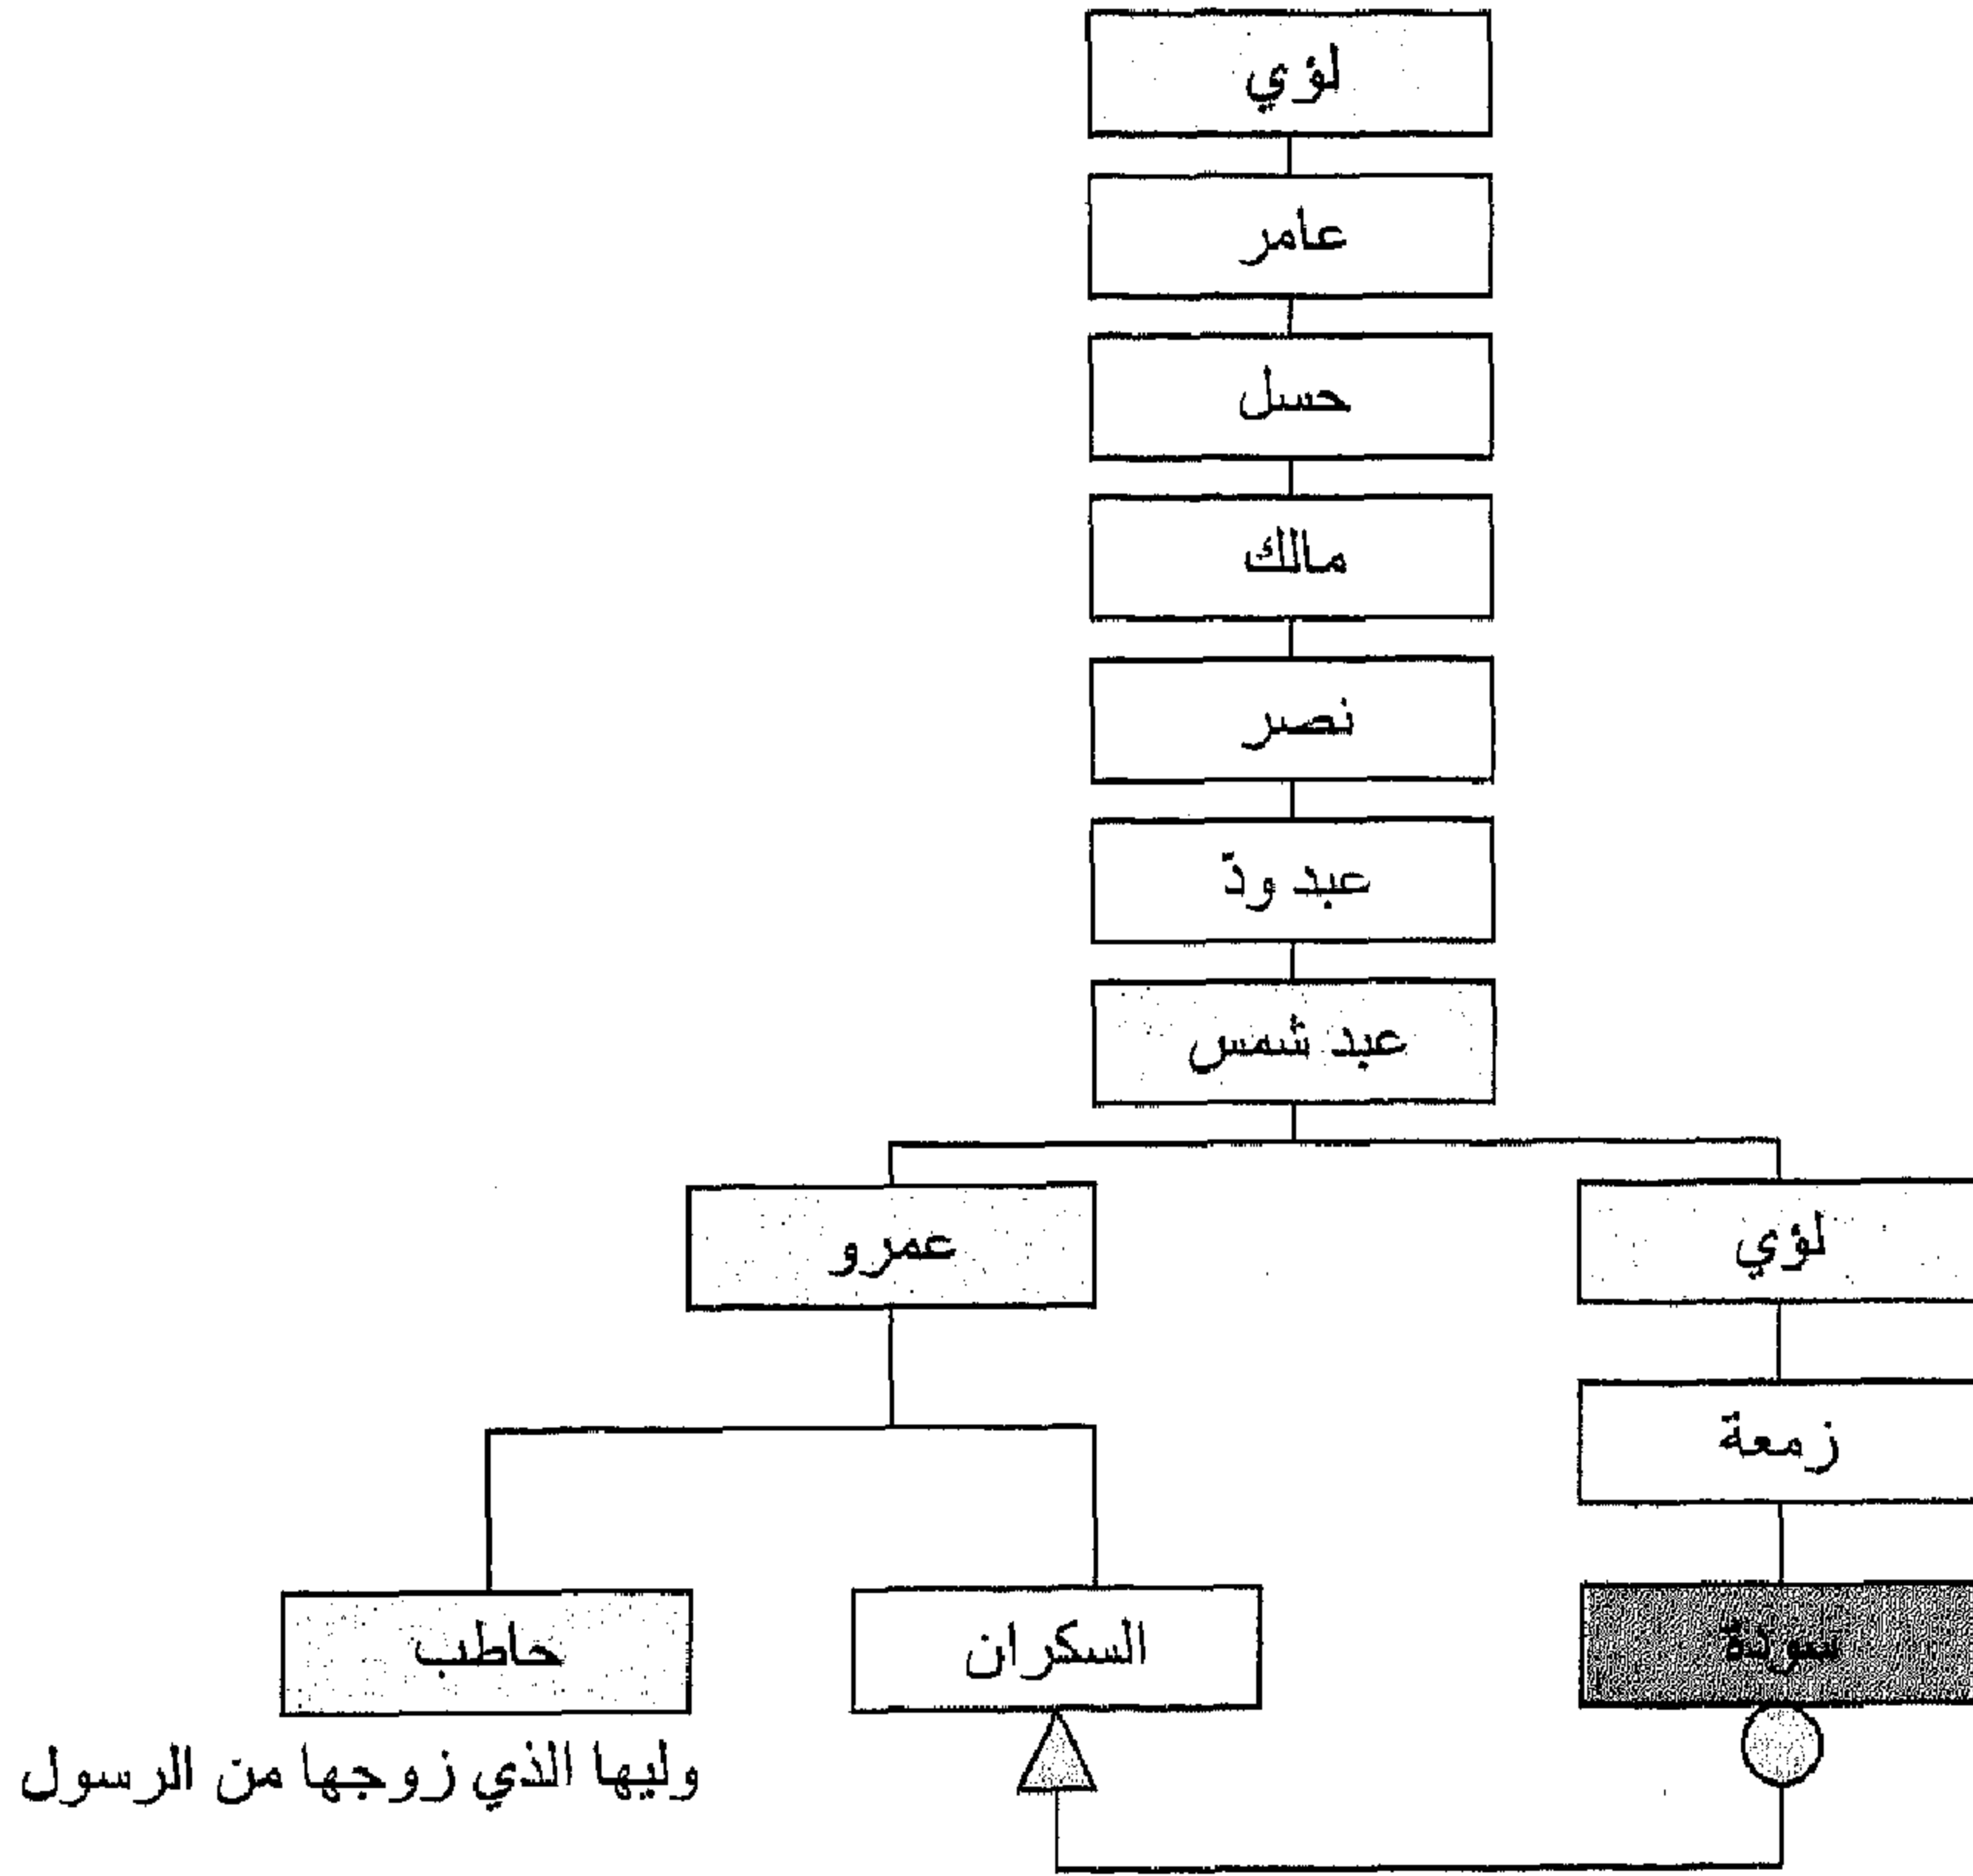 لؤي
عامر
حسل
مالك
نصر
عبد ودّ
عبد شمس
لؤي
عمرو
زمعة
سودة
السكران
حاطب
وليها الذي زوجها من الرسول